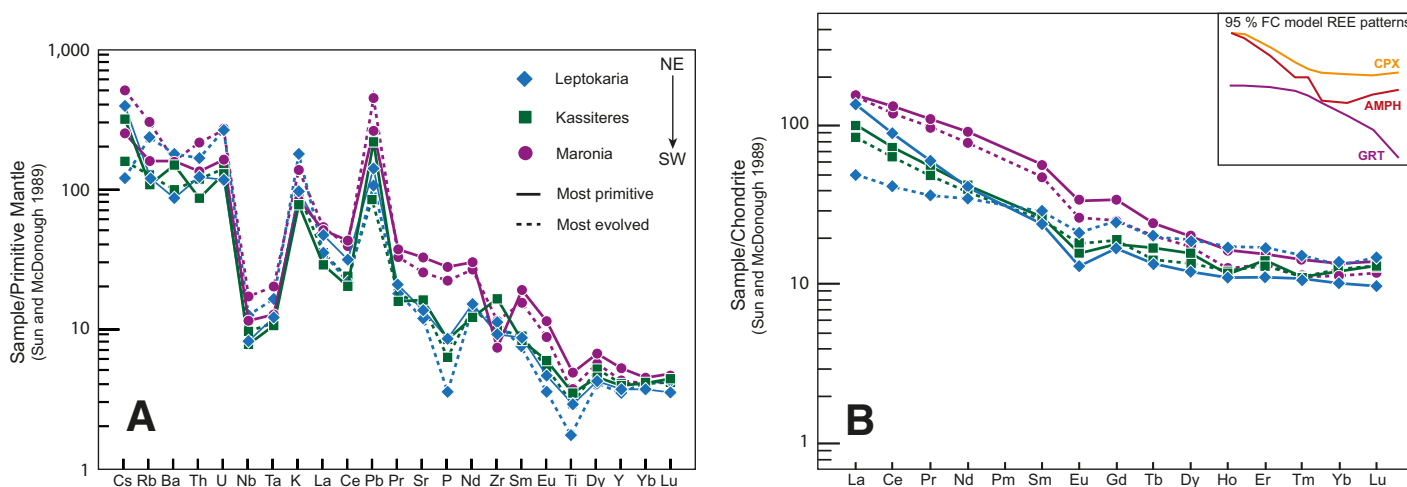 Sample/Primitive Mantle
(Sun and McDonough 1989)
1,000
100
10
1
NE
SW
Leptokaria
Kassiteres
Maronia
Most primitive
Most evolved
A
Cs Rb Ba Th U Nb Ta K La Ce Pb Pr Sr P Nd Zr Sm Eu Ti Dy Y Yb Lu
Sample/Chondrite
(Sun and McDonough 1989)
100
10
1
95 % FC model REE patterns
CPX
AMPH
GRT
B
La Ce Pr Nd Pm Sm Eu Gd Tb Dy Ho Er Tm Yb Lu